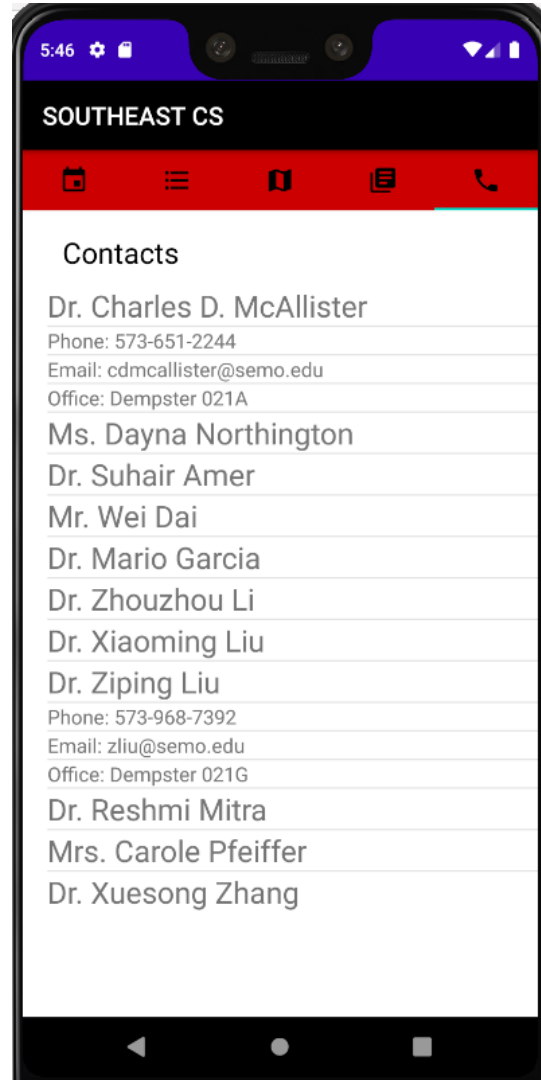 5:46
SOUTHEAST CS
Contacts
Dr. Charles D. McAllister
Phone: 573-651-2244
Email: cdmcallister@semo.edu
Office: Dempster 021A
Ms. Dayna Northington
Dr. Suhair Amer
Mr. Wei Dai
Dr. Mario Garcia
Dr. Zhouzhou Li
Dr. Xiaoming Liu
Dr. Ziping Liu
Phone: 573-968-7392
Email: zliu@semo.edu
Office: Dempster 021G
Dr. Reshmi Mitra
Mrs. Carole Pfeiffer
Dr. Xuesong Zhang